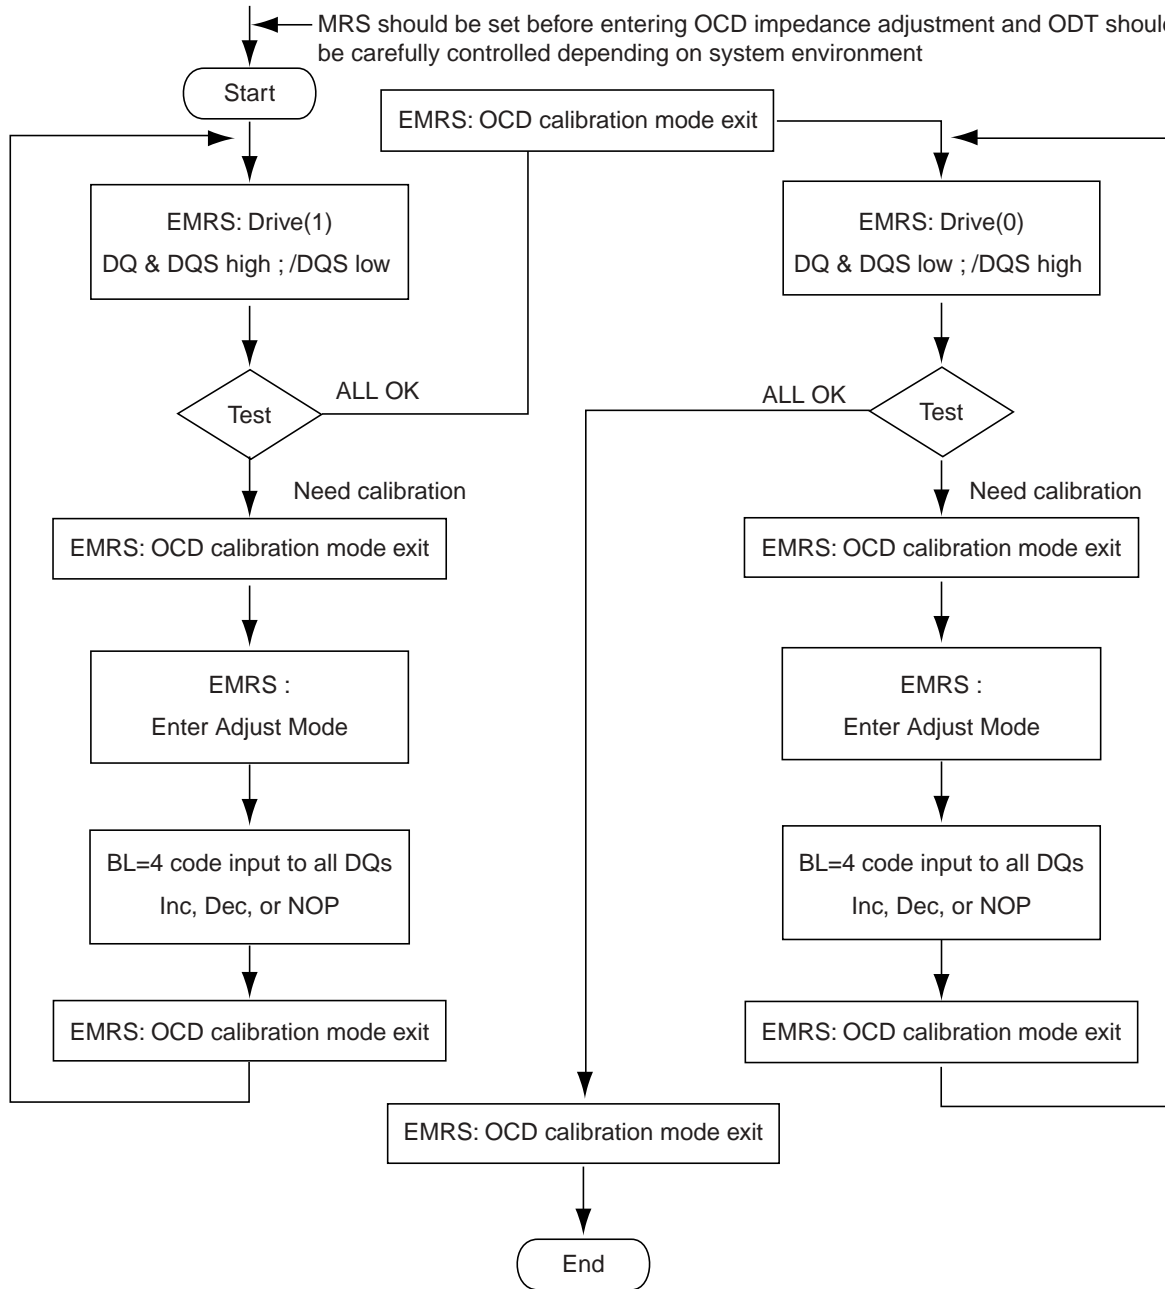 MRS should be set before entering OCD impedance adjustment and ODT should
be carefully controlled depending on system environment
Start
EMRS: OCD calibration mode exit
EMRS: Drive(1)
DQ & DQS high ; /DQS low
EMRS: Drive(0)
DQ & DQS low ; /DQS high
Test
ALL OK
ALL OK
Test
Need calibration
Need calibration
EMRS: OCD calibration mode exit
EMRS: OCD calibration mode exit
EMRS :
Enter Adjust Mode
EMRS :
Enter Adjust Mode
BL=4 code input to all DQs
Inc, Dec, or NOP
BL=4 code input to all DQs
Inc, Dec, or NOP
EMRS: OCD calibration mode exit
EMRS: OCD calibration mode exit
EMRS: OCD calibration mode exit
End